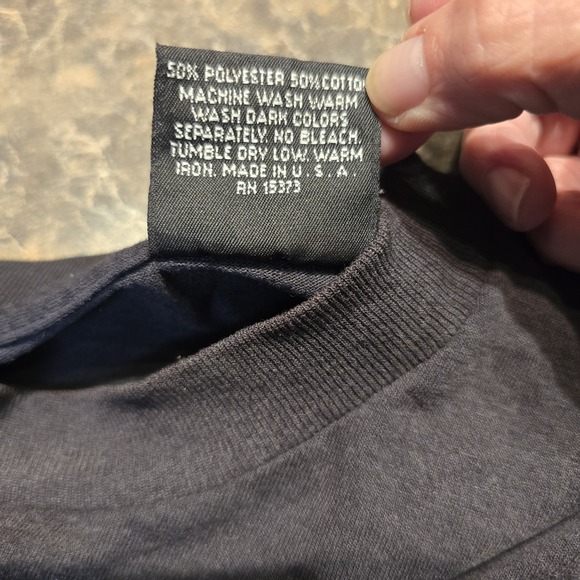 50% POLYESTER 50% COTTO
MACHINE WASH WARM
WASH DARK COLORS
SEPARATELY. NO BLEACH.
TUMBLE DRY LOW. WARM
IRON. MADE IN U.S.A.
RN 15373